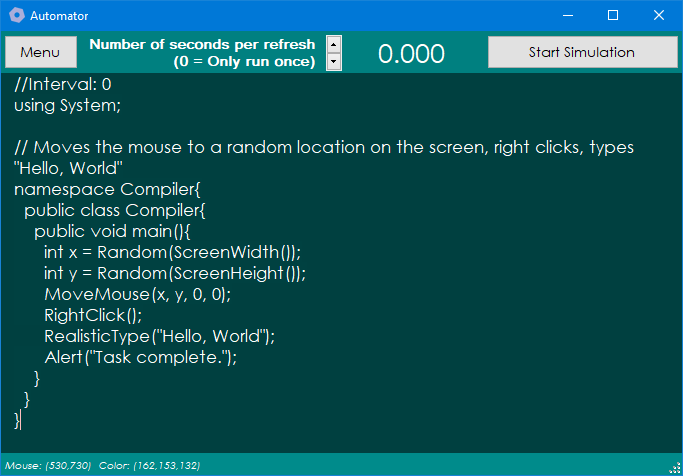 Automator
Menu
Number of seconds per refresh
(0 = Only run once)
0.000
Start Simulation
//Interval: 0
using System;
// Moves the mouse to a random location on the screen, right clicks, types
"Hello, World"
namespace Compiler{
public class Compiler{
public void main(){
int x = Random(ScreenWidth());
int y = Random(ScreenHeight());
MoveMouse(x, y, 0, 0);
RightClick();
RealisticType("Hello, World");
Alert("Task complete.");
}
}
}
Mouse: (530,730) Color: (162,153,132)